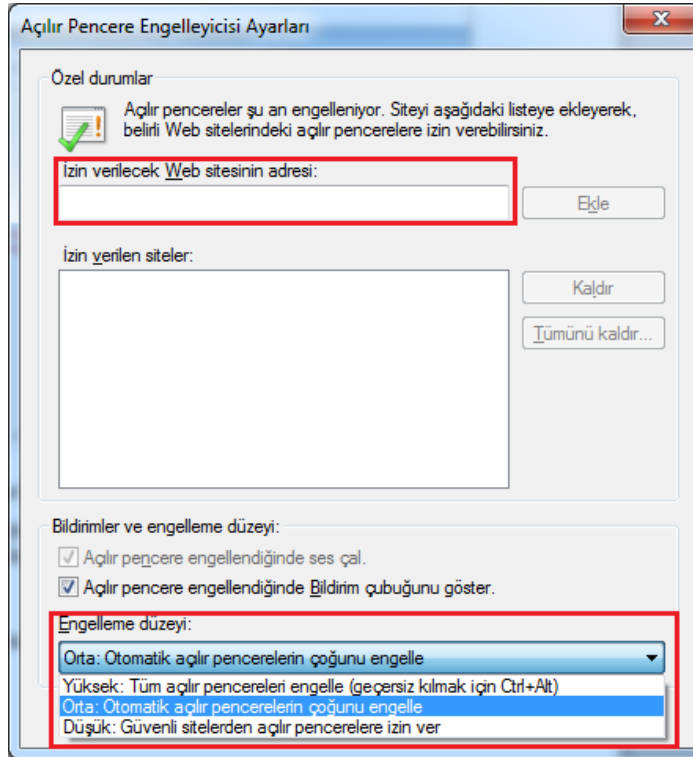 Açılır Pencere Engelleyicisi Ayarları
Özel durumlar
Açılır pencereler şu an engelleniyor. Siteyi aşağıdaki listeye ekleyerek,
belirli Web sitelerindeki açılır pencerelere izin verebilirsiniz.
İzin verilecek Web sitesinin adresi:
Ekle
İzin verilen siteler:
Kaldır
Tümünü kaldır...
Bildirimler ve engelleme düzeyi:
Açılır pencere engellendiğinde ses çal.
Açılır pencere engellendiğinde Bildirim çubuğunu göster.
Engelleme düzeyi:
Orta: Otomatik açılır pencerelerin çoğunu engelle
Yüksek: Tüm açılır pencereleri engelle (geçersiz kılmak için Ctrl+Alt)
Orta: Otomatik açılır pencerelerin çoğunu engelle
Düşük: Güvenli sitelerden açılır pencerelere izin ver